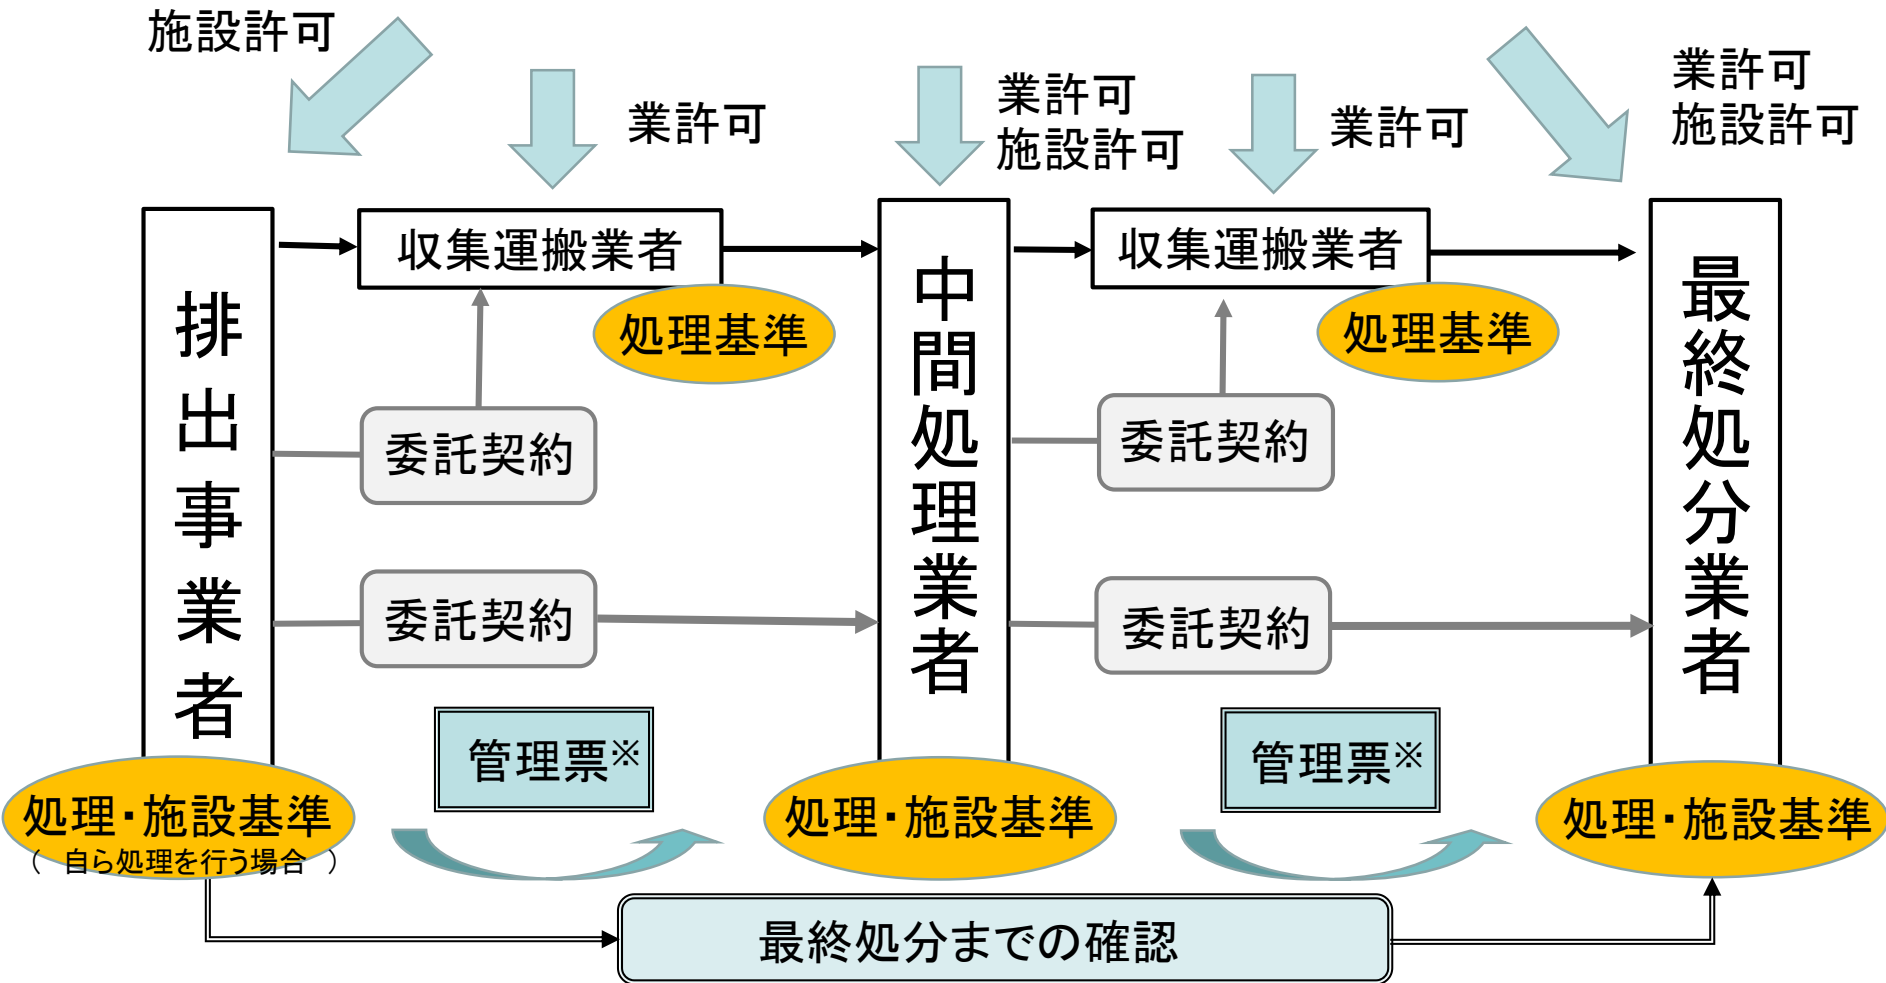 施設許可
業許可
業許可
施設許可
業許可
業許可
施設許可
排出事業者
収集運搬業者
処理基準
委託契約
委託契約
管理票※
中間処理業者
収集運搬業者
処理基準
委託契約
委託契約
管理票※
最終処分業者
処理・施設基準
（　自ら処理を行う場合　）
処理・施設基準
処理・施設基準
最終処分までの確認